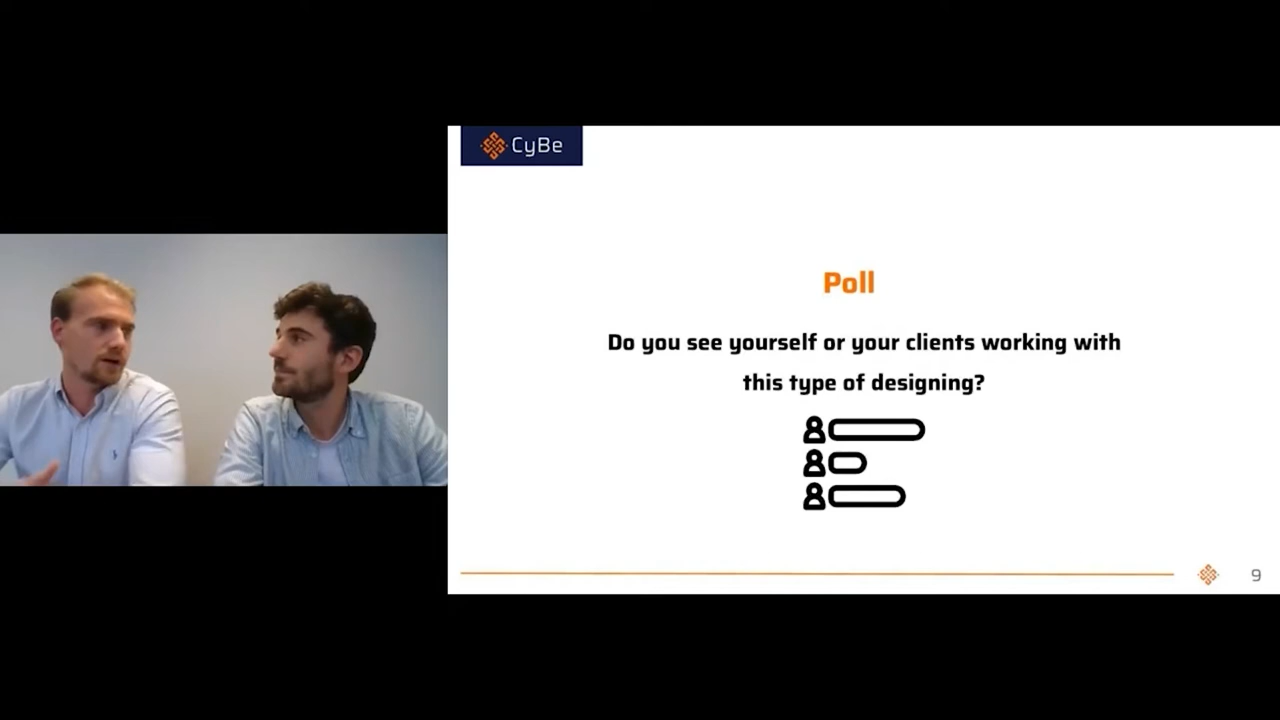 CyBe
Poll
Do you see yourself or your clients working with
this type of designing?
9